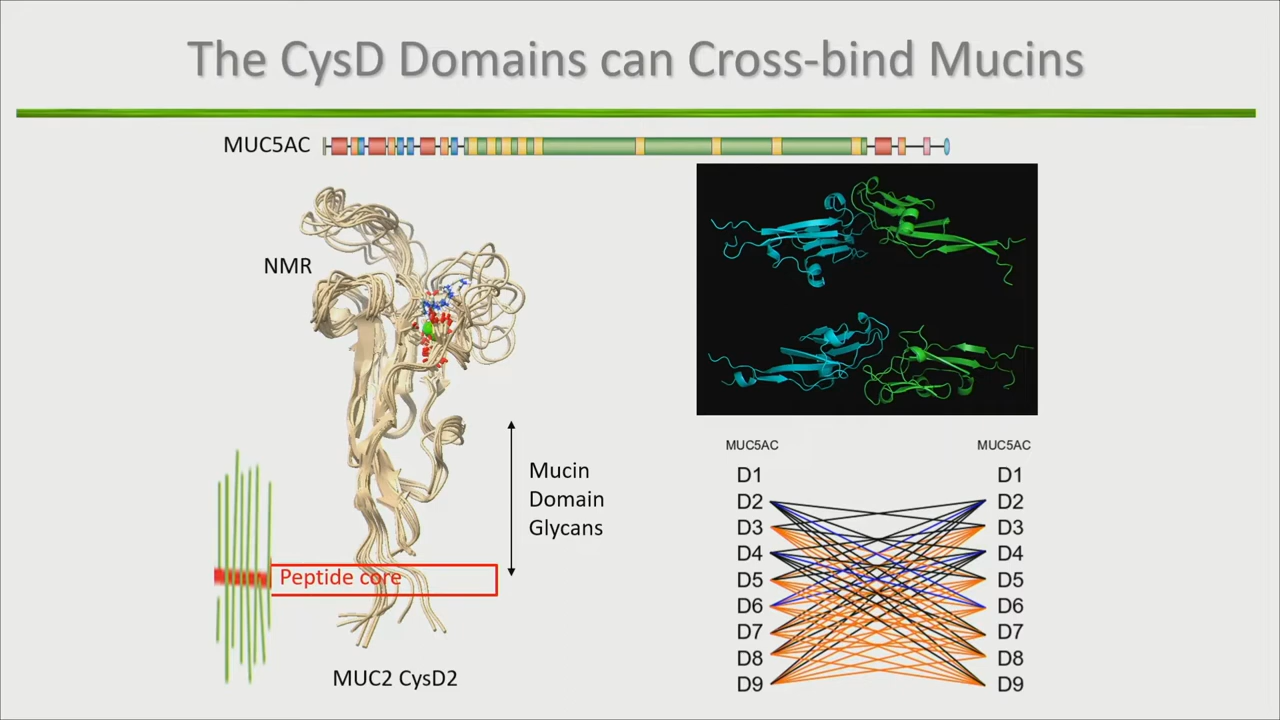 The CysD Domains can Cross-bind Mucins
MUC5AC
NMR
Mucin
Domain
Glycans
Peptide core
MUC2 CysD2
MUC5AC
MUC5AC
D1
D1
D2
D2
D3
D3
D4
D4
D5
D5
D6
D6
D7
D7
D8
D8
D9
D9